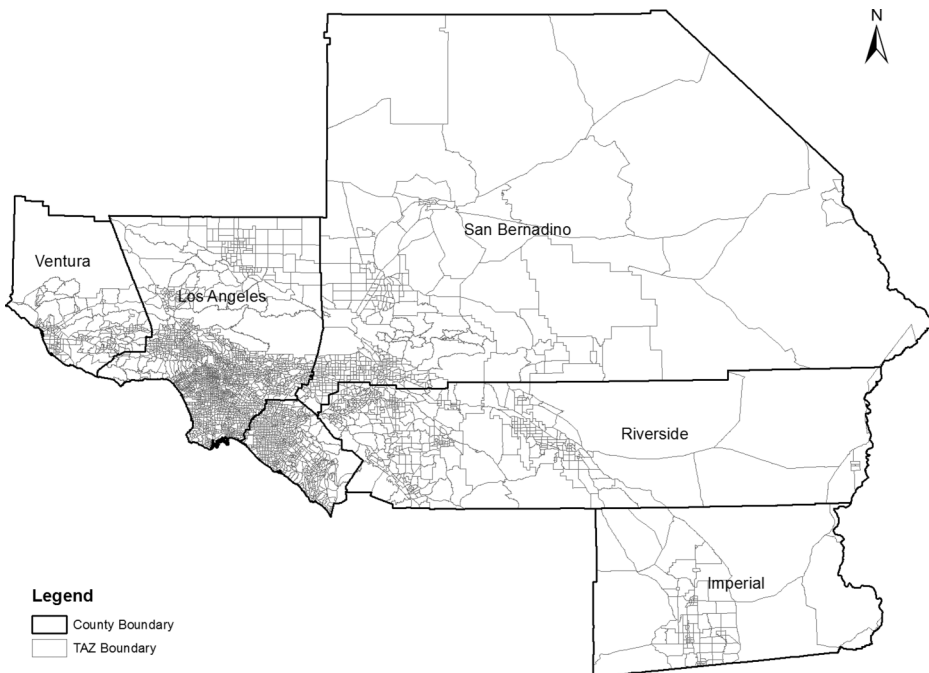 N
San Bernadino
Ventura
Los Angeles
Riverside
Imperial
Legend
County Boundary
TAZ Boundary